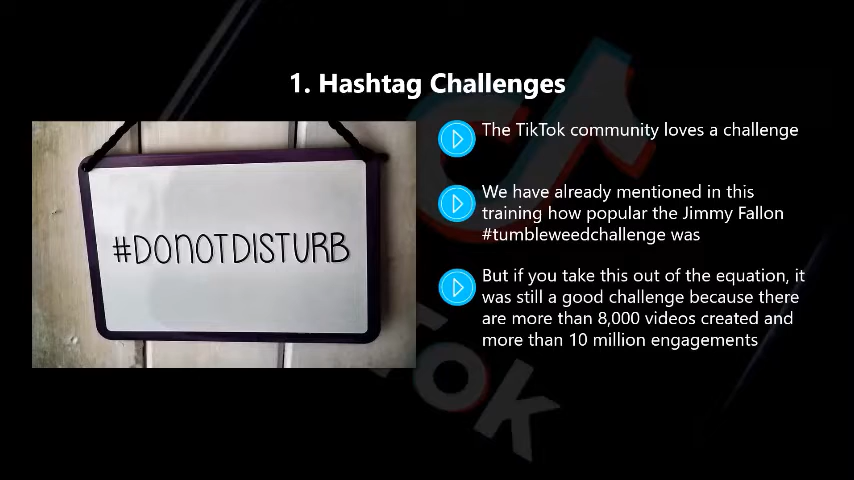 1. Hashtag Challenges
#DONOTDISTURB
The TikTok community loves a challenge
We have already mentioned in this
training how popular the Jimmy Fallon
#tumbleweedchallenge was
But if you take this out of the equation, it
was still a good challenge because there
are more than 8,000 videos created and
more than 10 million engagements
Tok